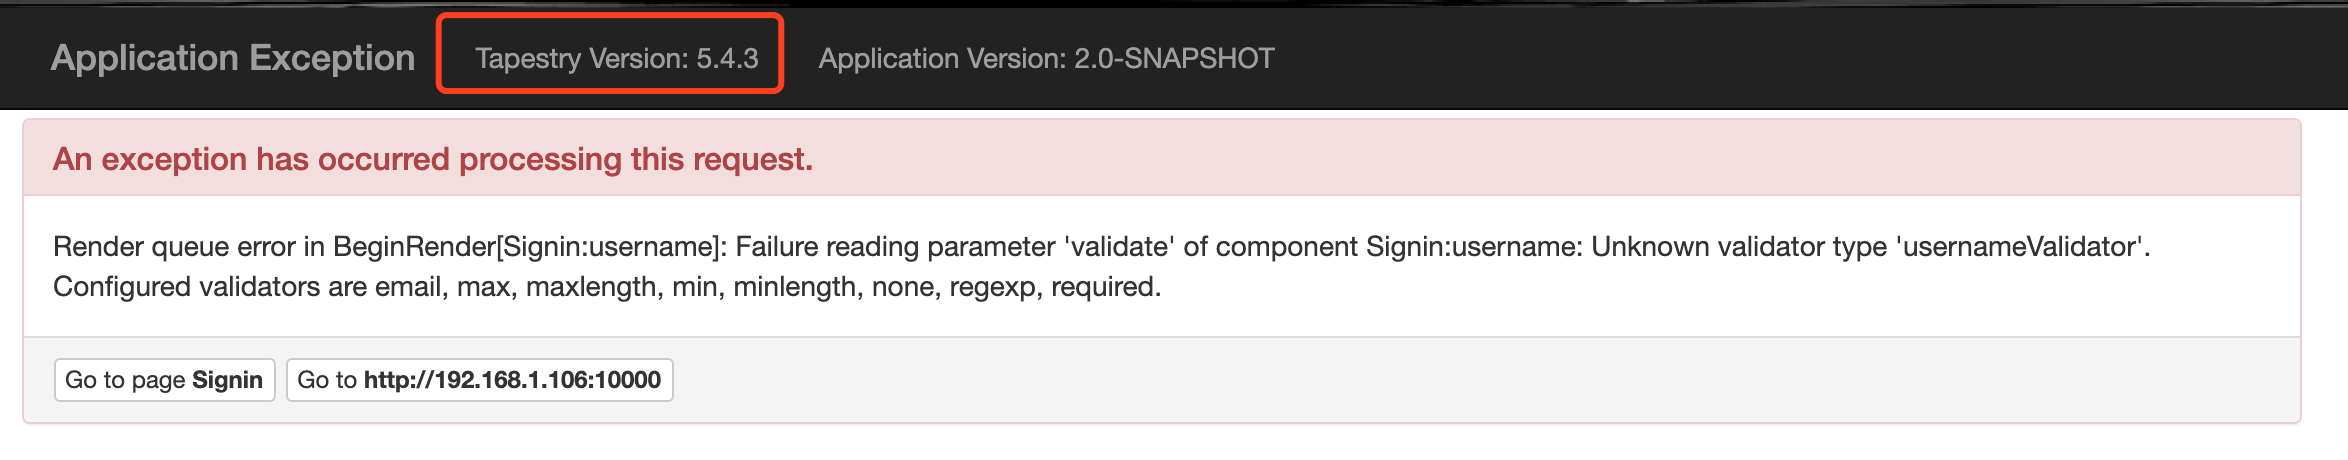 Application Exception Tapestry Version: 5.4.3 Application Version: 2.0-SNAPSHOT
An exception has occurred processing this request.
Render queue error in BeginRender[Signin:username]: Failure reading parameter 'validate' of component Signin:username: Unknown validator type 'usernameValidator'.
Configured validators are email, max, maxlength, min, minlength, none, regexp, required.
Go to page Signin Go to http://192.168.1.106:10000